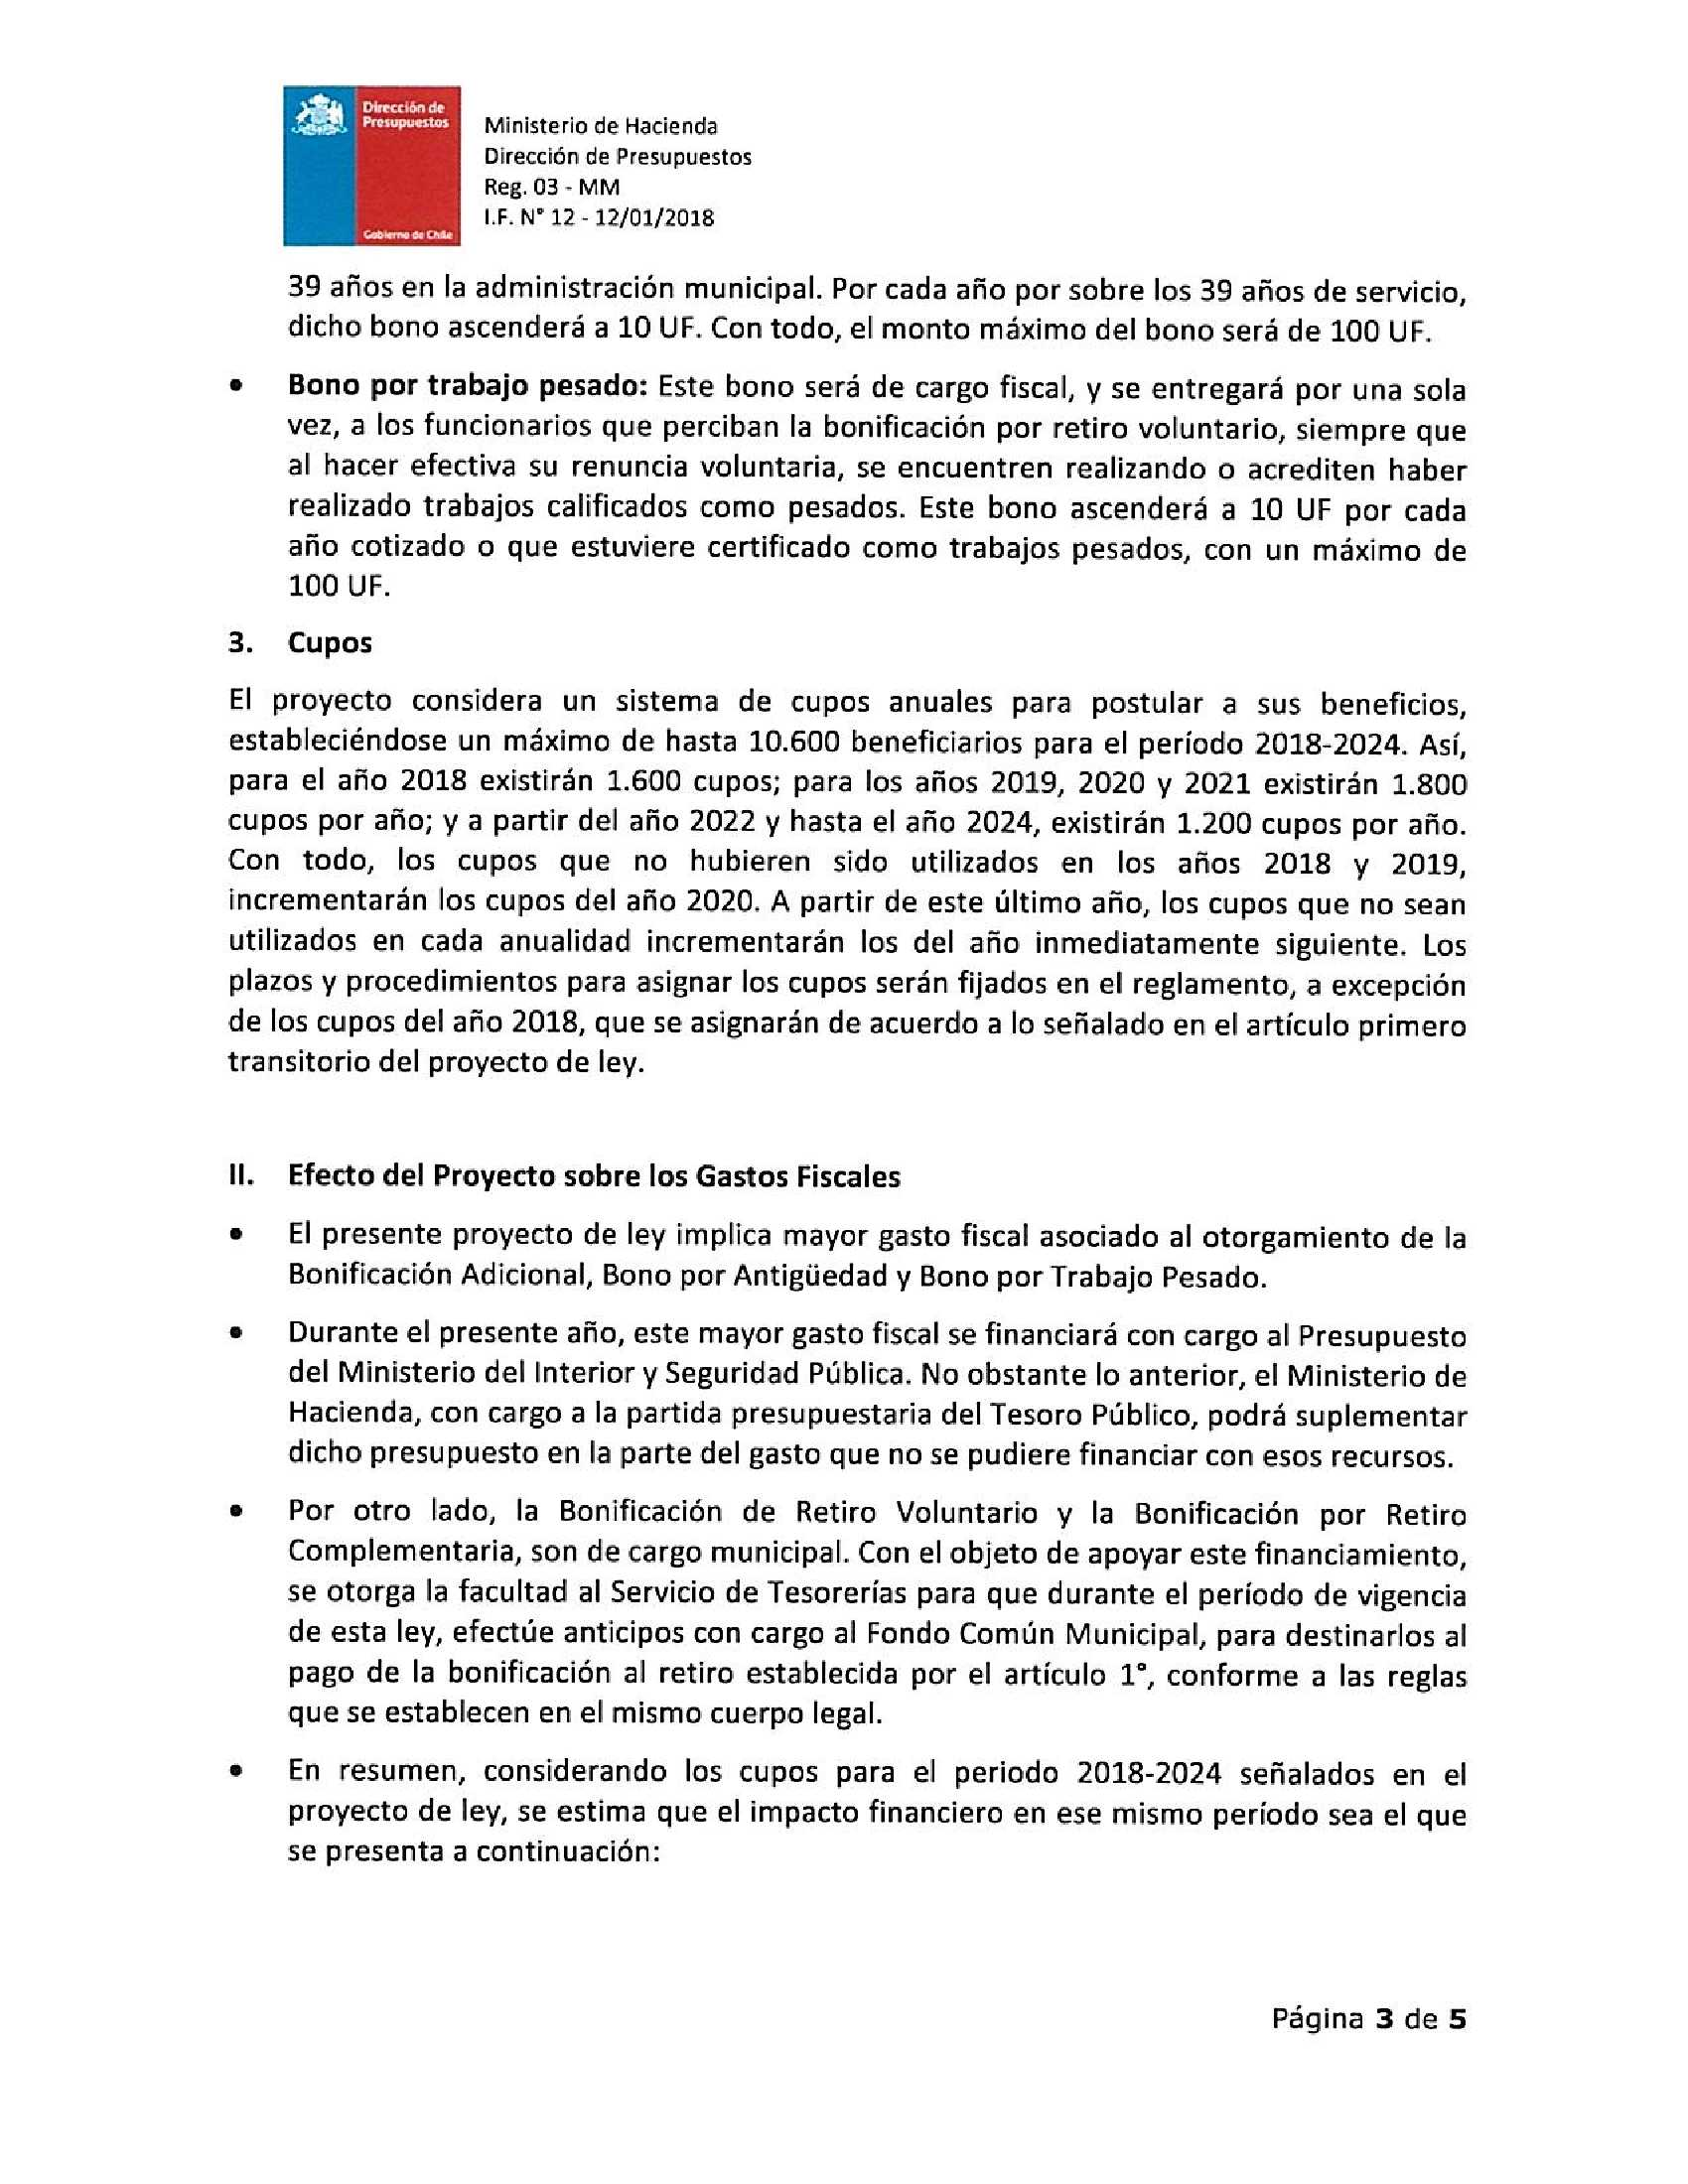 Dirección de
Presupuestos
Gobierno de Chile
Ministerio de Hacienda
Dirección de Presupuestos
Reg. 03 - MM
I.F. N° 12 - 12/01/2018
39 años en la administración municipal. Por cada año por sobre los 39 años de servicio,
dicho bono ascenderá a 10 UF. Con todo, el monto máximo del bono será de 100 UF.
• Bono por trabajo pesado: Este bono será de cargo fiscal, y se entregará por una sola
vez, a los funcionarios que perciban la bonificación por retiro voluntario, siempre que
al hacer efectiva su renuncia voluntaria, se encuentren realizando o acrediten haber
realizado trabajos calificados como pesados. Este bono ascenderá a 10 UF por cada
año cotizado o que estuviere certificado como trabajos pesados, con un máximo de
100 UF.
3. Cupos
El proyecto considera un sistema de cupos anuales para postular a sus beneficios,
estableciéndose un máximo de hasta 10.600 beneficiarios para el período 2018-2024. Así,
para el año 2018 existirán 1.600 cupos; para los años 2019, 2020 y 2021 existirán 1.800
cupos por año; y a partir del año 2022 y hasta el año 2024, existirán 1.200 cupos por año.
Con todo, los cupos que no hubieren sido utilizados en los años 2018 y 2019,
incrementarán los cupos del año 2020. A partir de este último año, los cupos que no sean
utilizados en cada anualidad incrementarán los del año inmediatamente siguiente. Los
plazos y procedimientos para asignar los cupos serán fijados en el reglamento, a excepción
de los cupos del año 2018, que se asignarán de acuerdo a lo señalado en el artículo primero
transitorio del proyecto de ley.
II. Efecto del Proyecto sobre los Gastos Fiscales
• El presente proyecto de ley implica mayor gasto fiscal asociado al otorgamiento de la
Bonificación Adicional, Bono por Antigüedad y Bono por Trabajo Pesado.
• Durante el presente año, este mayor gasto fiscal se financiará con cargo al Presupuesto
del Ministerio del Interior y Seguridad Pública. No obstante lo anterior, el Ministerio de
Hacienda, con cargo a la partida presupuestaria del Tesoro Público, podrá suplementar
dicho presupuesto en la parte del gasto que no se pudiere financiar con esos recursos.
• Por otro lado, la Bonificación de Retiro Voluntario y la Bonificación por Retiro
Complementaria, son de cargo municipal. Con el objeto de apoyar este financiamiento,
se otorga la facultad al Servicio de Tesorerías para que durante el período de vigencia
de esta ley, efectúe anticipos con cargo al Fondo Común Municipal, para destinarlos al
pago de la bonificación al retiro establecida por el artículo 1°, conforme a las reglas
que se establecen en el mismo cuerpo legal.
• En resumen, considerando los cupos para el periodo 2018-2024 señalados en el
proyecto de ley, se estima que el impacto financiero en ese mismo período sea el que
se presenta a continuación:
Página 3 de 5